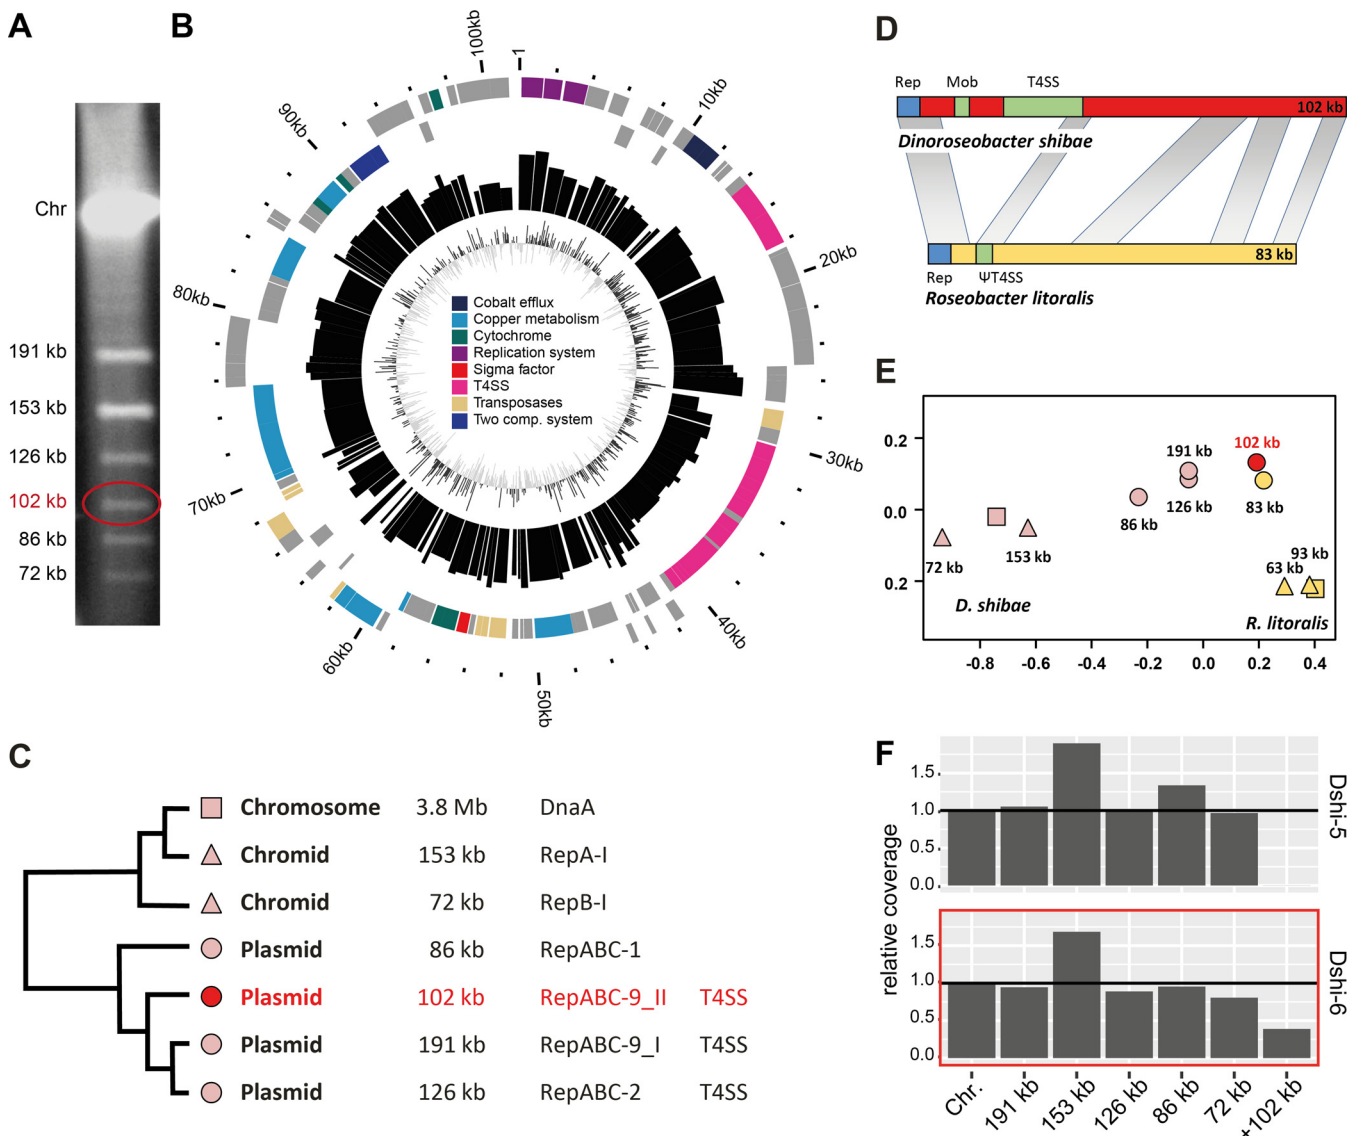 A
Chr
191 kb
153 kb
126 kb
102 kb
86 kb
72 kb
B
1
10kb
20kb
30kb
40kb
50kb
60kb
70kb
80kb
90kb
100kb
Cobalt efflux
Copper metabolism
Cytochrome
Replication system
Sigma factor
T4SS
Transposases
Two comp. system
C
Chromosome 3.8 Mb DnaA
Chromid 153 kb RepA-I
Chromid 72 kb RepB-I
Plasmid 86 kb RepABC-1
Plasmid 102 kb RepABC-9_II T4SS
Plasmid 191 kb RepABC-9_I T4SS
Plasmid 126 kb RepABC-2 T4SS
D
Rep Mob T4SS
102 kb
Dinoroseobacter shibae
83 kb
Rep ΨT4SS
Roseobacter litoralis
E
0.2
0.0
0.2
191 kb
102 kb
86 kb
126 kb
83 kb
72 kb
153 kb
93 kb
63 kb
D. shibae
R. litoralis
-0.8 -0.6 -0.4 -0.2 0.0 0.2 0.4
F
relative coverage
1.5
1.0
0.5
0.0
Dshi-5
1.5
1.0
0.5
0.0
Dshi-6
Chr. 191 kb 153 kb 126 kb 86 kb 72 kb +102 kb